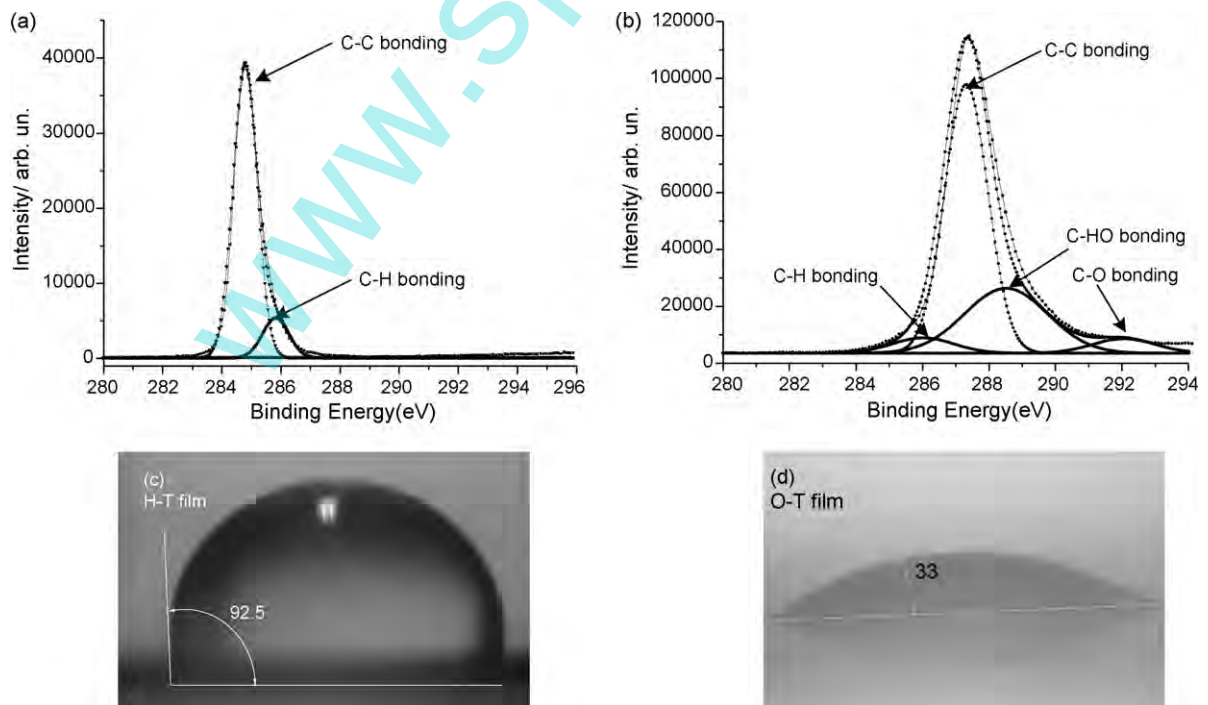 (a)
C-C bonding
C-H bonding
Intensity/ arb. un.
40000
30000
20000
10000
0
280 282 284 286 288 290 292 294 296
Binding Energy(eV)
(b)
C-C bonding
C-HO bonding
C-H bonding
C-O bonding
Intensity/ arb. un.
120000
100000
80000
60000
40000
20000
0
280 282 284 286 288 290 292 294
Binding Energy(eV)
(c)
H-T film
92.5
(d)
O-T film
33
www.sp